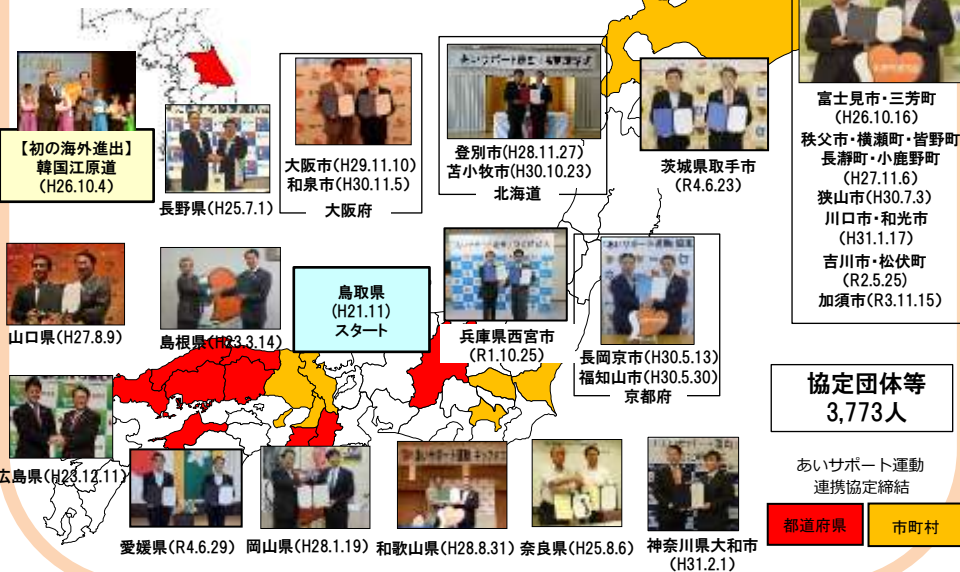 【初の海外進出】
韓国江原道
(H26.10.4)
長野県(H25.7.1)
大阪市(H29.11.10)
和泉市(H30.11.5)
大阪府
登別市(H28.11.27)
苫小牧市(H30.10.23)
北海道
茨城県取手市
(R4.6.23)
富士見市・三芳町
(H26.10.16)
秩父市・横瀬町・皆野町
長瀞町・小鹿野町
(H27.11.6)
狭山市(H30.7.3)
川口市・和光市
(H31.1.17)
吉川市・松伏町
(R2.5.25)
加須市(R3.11.15)
山口県(H27.8.9)
島根県(H23.3.14)
鳥取県
(H21.11)
スタート
兵庫県西宮市
(R1.10.25)
長岡京市(H30.5.13)
福知山市(H30.5.30)
京都府
協定団体等
3,773人
広島県(H23.12.11)
愛媛県(R4.6.29)
岡山県(H28.1.19)
和歌山県(H28.8.31)
奈良県(H25.8.6)
神奈川県大和市
(H31.2.1)
あいサポート運動
連携協定締結
都道府県
市町村